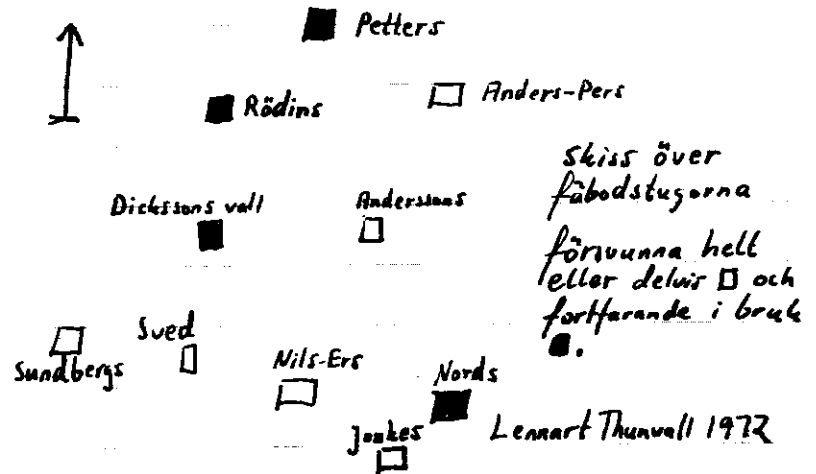 Petters
Anders-Pers
Rödins
Skiss över
fäbodstugorna
Dickssons vall
Anderssons
försvunna helt
eller delvis □ och
fortfarande i bruk
■.
Sved
Sundbergs
Nils-Ers
Nords
Lennart Thunvall 1972